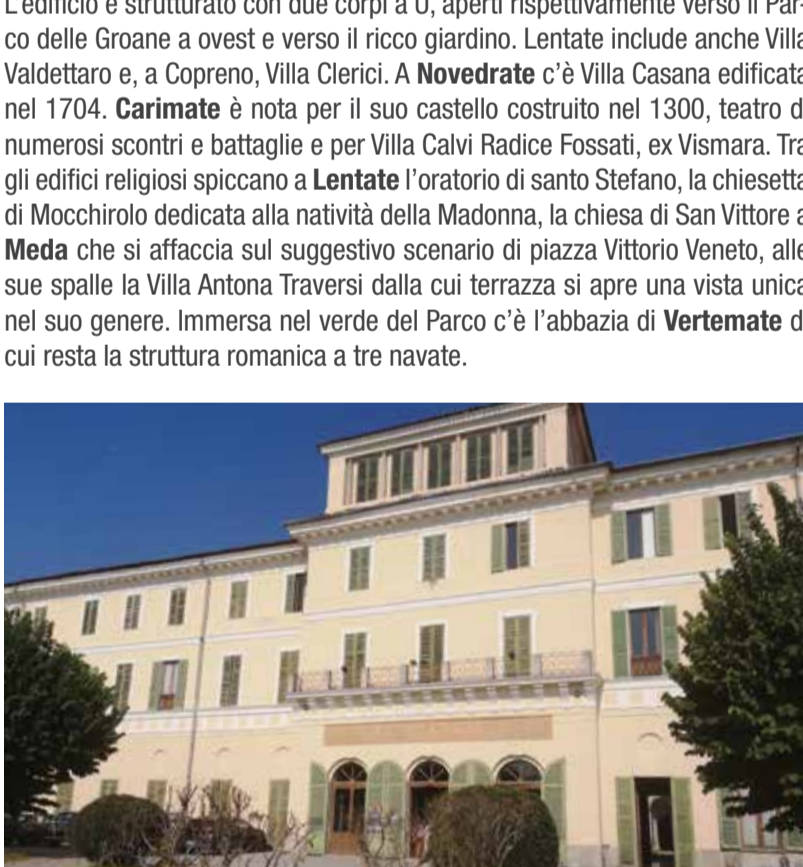 L'edificio è strutturato con due corpi a U, aperti rispettivamente verso il Par-
co delle Groane a ovest e verso il ricco giardino. Lentate include anche Villa
Valdettaro e, a Copreno, Villa Clerici. A Novedrate c'è Villa Casana edificata
nel 1704. Carimate è nota per il suo castello costruito nel 1300, teatro d
numerosi scontri e battaglie e per Villa Calvi Radice Fossati, ex Vismara. Tra
gli edifici religiosi spiccano a Lentate l'oratorio di santo Stefano, la chiesetta
di Mocchirolo dedicata alla natività della Madonna, la chiesa di San Vittore a
Meda che si affaccia sul suggestivo scenario di piazza Vittorio Veneto, alle
sue spalle la Villa Antona Traversi dalla cui terrazza si apre una vista unica
nel suo genere. Immersa nel verde del Parco c'è l'abbazia di Vertemate d
cui resta la struttura romanica a tre navate.